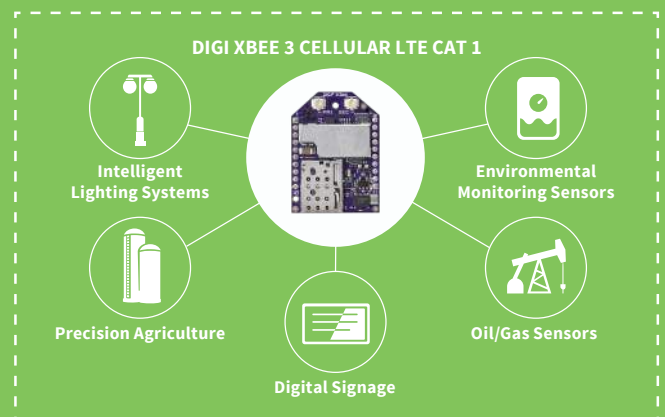 DIGI XBEE 3 CELLULAR LTE CAT 1
Intelligent
Lighting Systems
Environmental
Monitoring Sensors
Precision Agriculture
Oil/Gas Sensors
Digital Signage